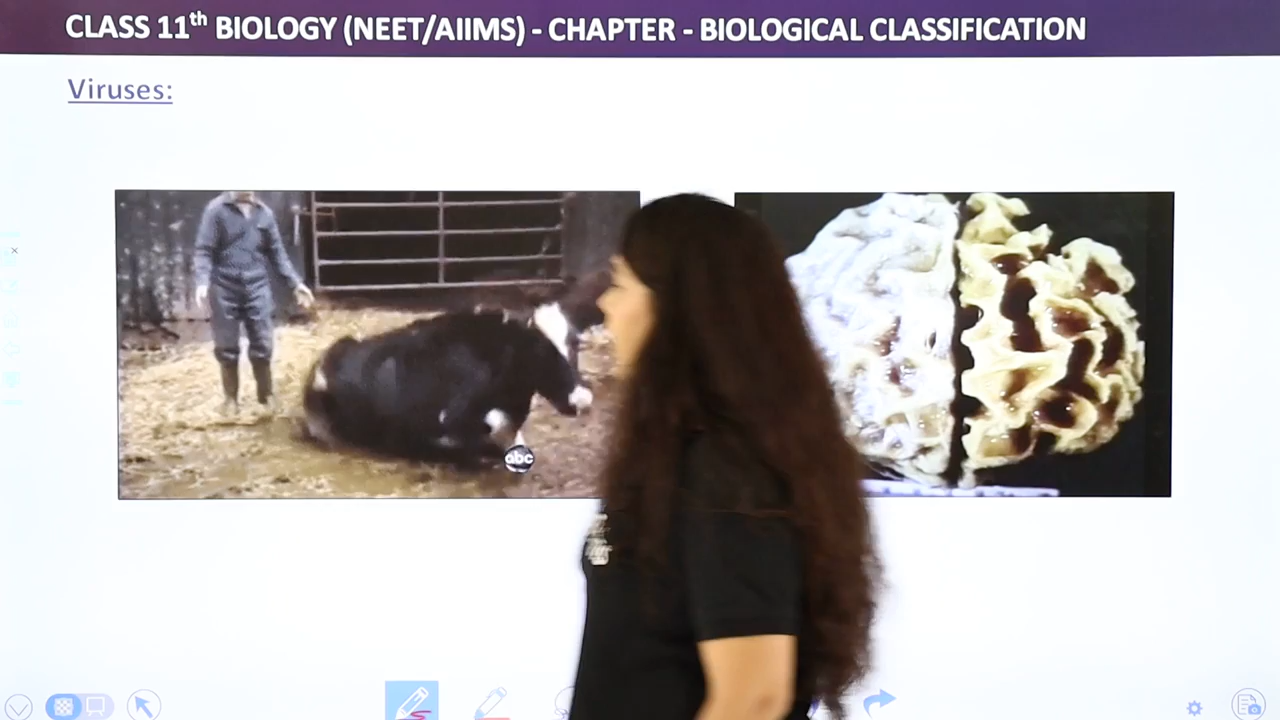 CLASS 11th BIOLOGY (NEET/AIIMS) - CHAPTER - BIOLOGICAL CLASSIFICATION
Viruses:
abc